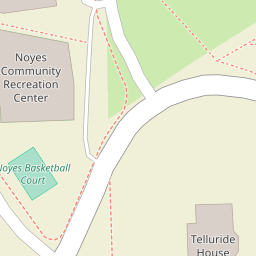 Noyes
Community
Recreation
Center
Noyes Basketball
Court
Telluride
House